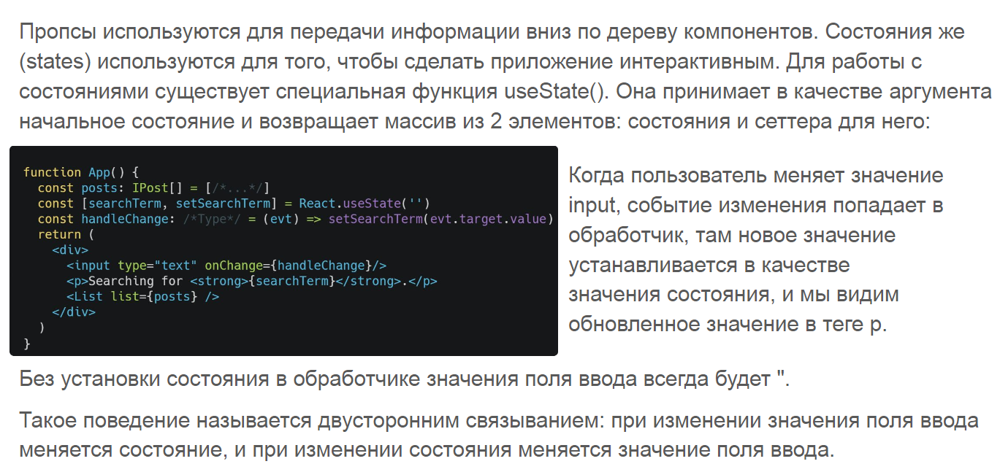 Пропсы используются для передачи информации вниз по дереву компонентов. Состояния же
(states) используются для того, чтобы сделать приложение интерактивным. Для работы с
состояниями существует специальная функция useState(). Она принимает в качестве аргумента
начальное состояние и возвращает массив из 2 элементов: состояния и сеттера для него:
function App() {
  const posts: IPost[] = [/*...*/]
  const [searchTerm, setSearchTerm] = React.useState('')
  const handleChange: /*Type*/ = (evt) => setSearchTerm(evt.target.value)
  return (
    <div>
      <input type="text" onChange={handleChange}/>
      <p>Searching for <strong>{searchTerm}</strong>.</p>
      <List list={posts} />
    </div>
  )
}
Когда пользователь меняет значение
input, событие изменения попадает в
обработчик, там новое значение
устанавливается в качестве
значения состояния, и мы видим
обновленное значение в теге p.
Без установки состояния в обработчике значения поля ввода всегда будет ''.
Такое поведение называется двусторонним связыванием: при изменении значения поля ввода
меняется состояние, и при изменении состояния меняется значение поля ввода.